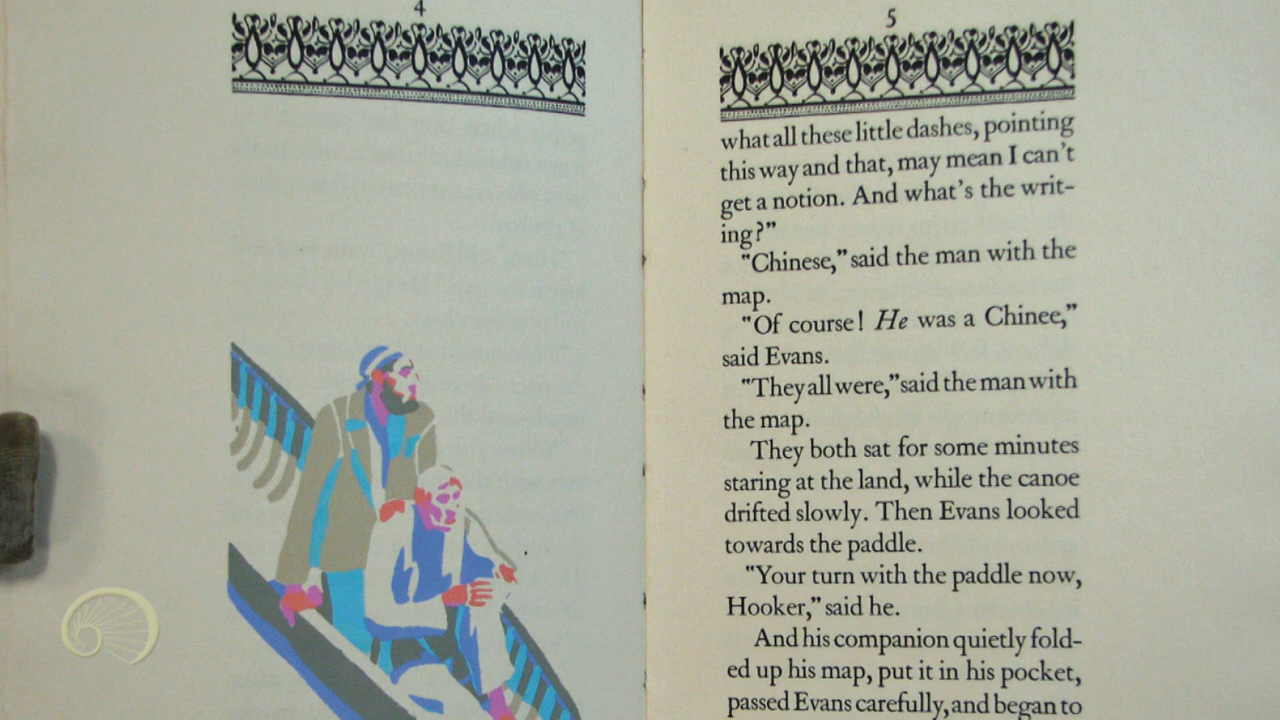 4
5
what all these little dashes, pointing
this way and that, may mean I can't
get a notion. And what's the writ-
ing?"
"Chinese," said the man with the
map.
"Of course! He was a Chinee,"
said Evans.
"They all were," said the man with
the map.
They both sat for some minutes
staring at the land, while the canoe
drifted slowly. Then Evans looked
towards the paddle.
"Your turn with the paddle now,
Hooker," said he.
And his companion quietly fold-
ed up his map, put it in his pocket,
passed Evans carefully, and began to